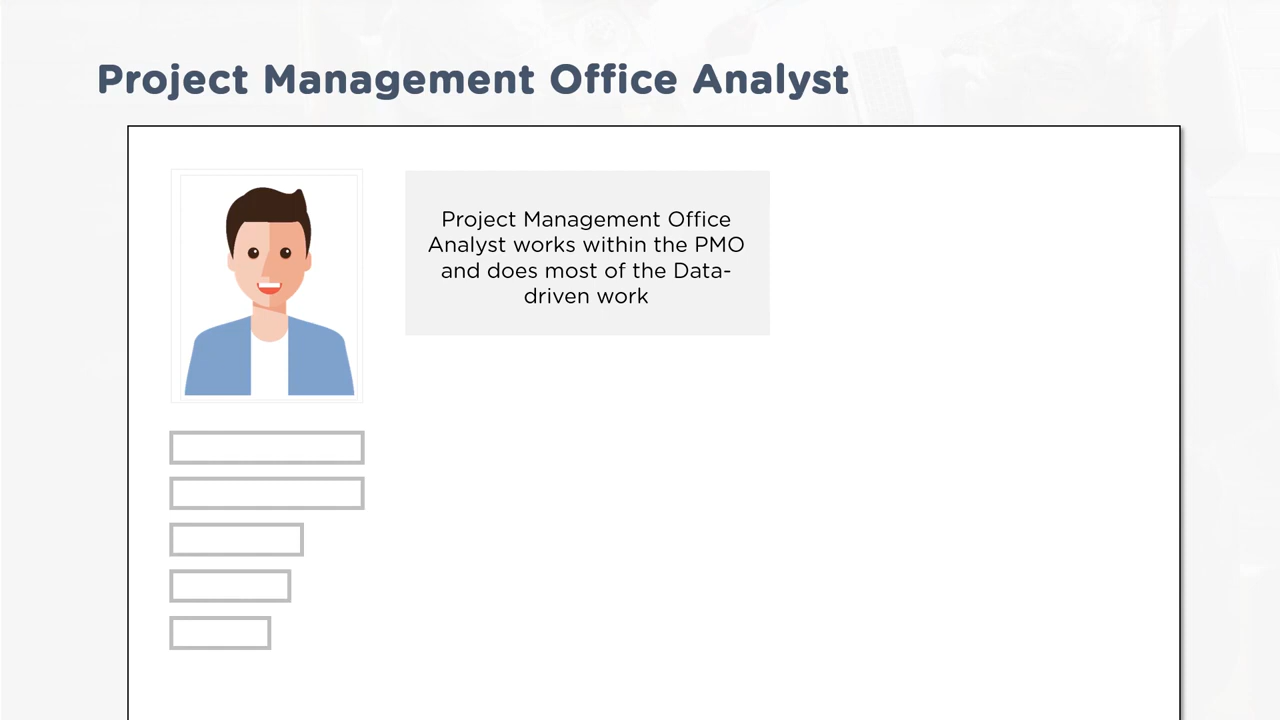 Project Management Office Analyst
Project Management Office
Analyst works within the PMO
and does most of the Data-
driven work